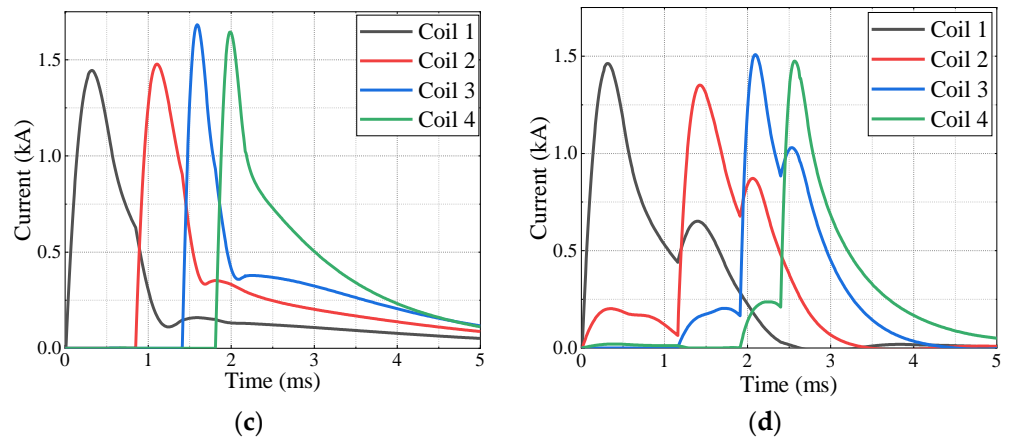 Coil 1
Coil 2
Coil 3
Coil 4
Current (kA)
1.5
1.0
0.5
0.0
0 1 2 3 4 5
Time (ms)
(c)
Coil 1
Coil 2
Coil 3
Coil 4
Current (kA)
1.5
1.0
0.5
0.0
0 1 2 3 4 5
Time (ms)
(d)